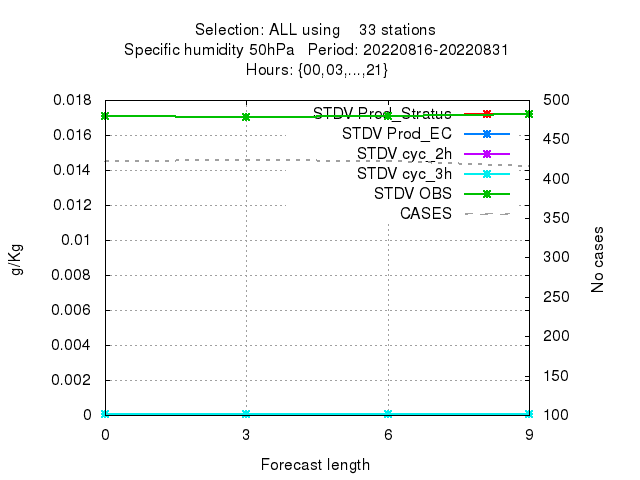 Selection: ALL using    33 stations
Specific humidity 50hPa   Period: 20220816-20220831
Hours: {00,03,...,21}
0.018
0.016
0.014
0.012
0.01
0.008
0.006
0.004
0.002
0
500
450
400
350
300
250
200
150
100
g/Kg
No cases
STDV Prod_Stratus
STDV Prod_EC
STDV cyc_2h
STDV cyc_3h
STDV OBS
CASES
0 3 6 9
Forecast length